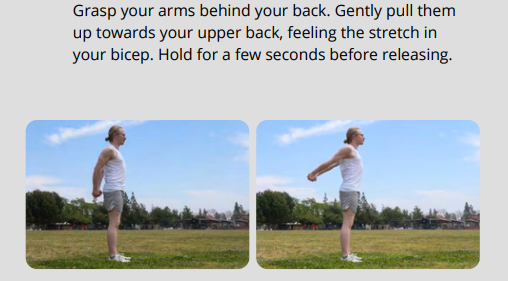 Grasp your arms behind your back. Gently pull them
up towards your upper back, feeling the stretch in
your bicep. Hold for a few seconds before releasing.